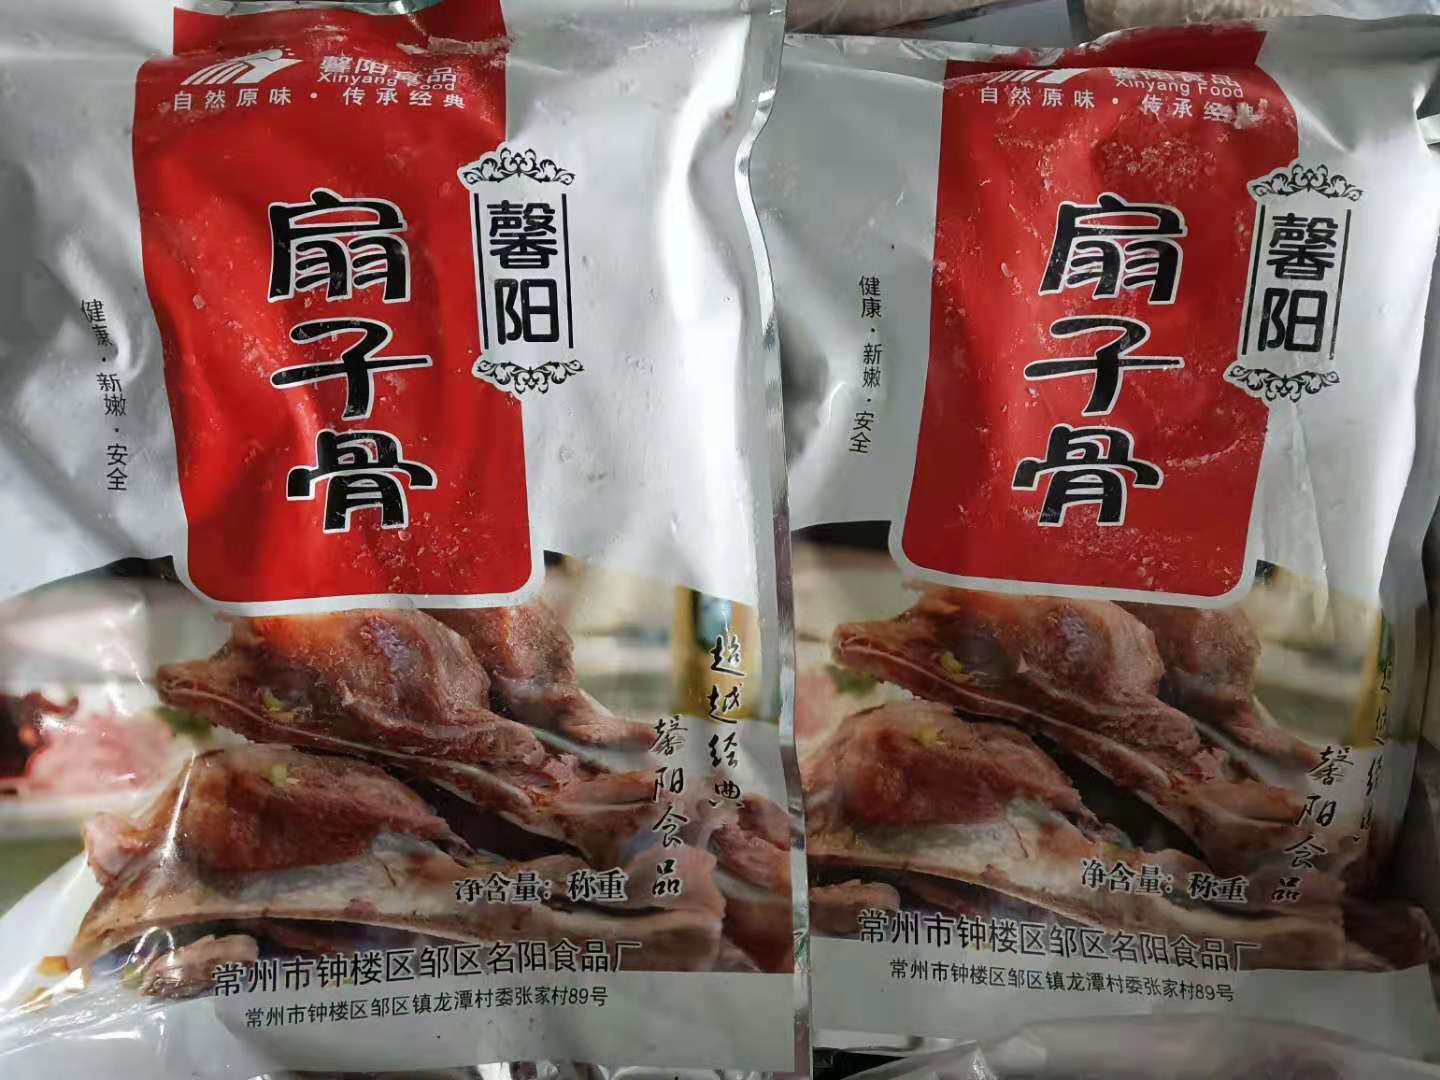 馨阳食品
Xinyang Food
自然原味·传承经典
扇子骨
馨阳
健康·新嫩·安全
超越经典
馨阳食品
净含量：称重
常州市钟楼区邹区名阳食品厂
常州市钟楼区邹区镇龙潭村委张家村89号
馨阳食品
Xinyang Food
自然原味·传承经典
扇子骨
馨阳
健康·新嫩·安全
超越经典
馨阳食品
净含量：称重
常州市钟楼区邹区名阳食品厂
常州市钟楼区邹区镇龙潭村委张家村89号